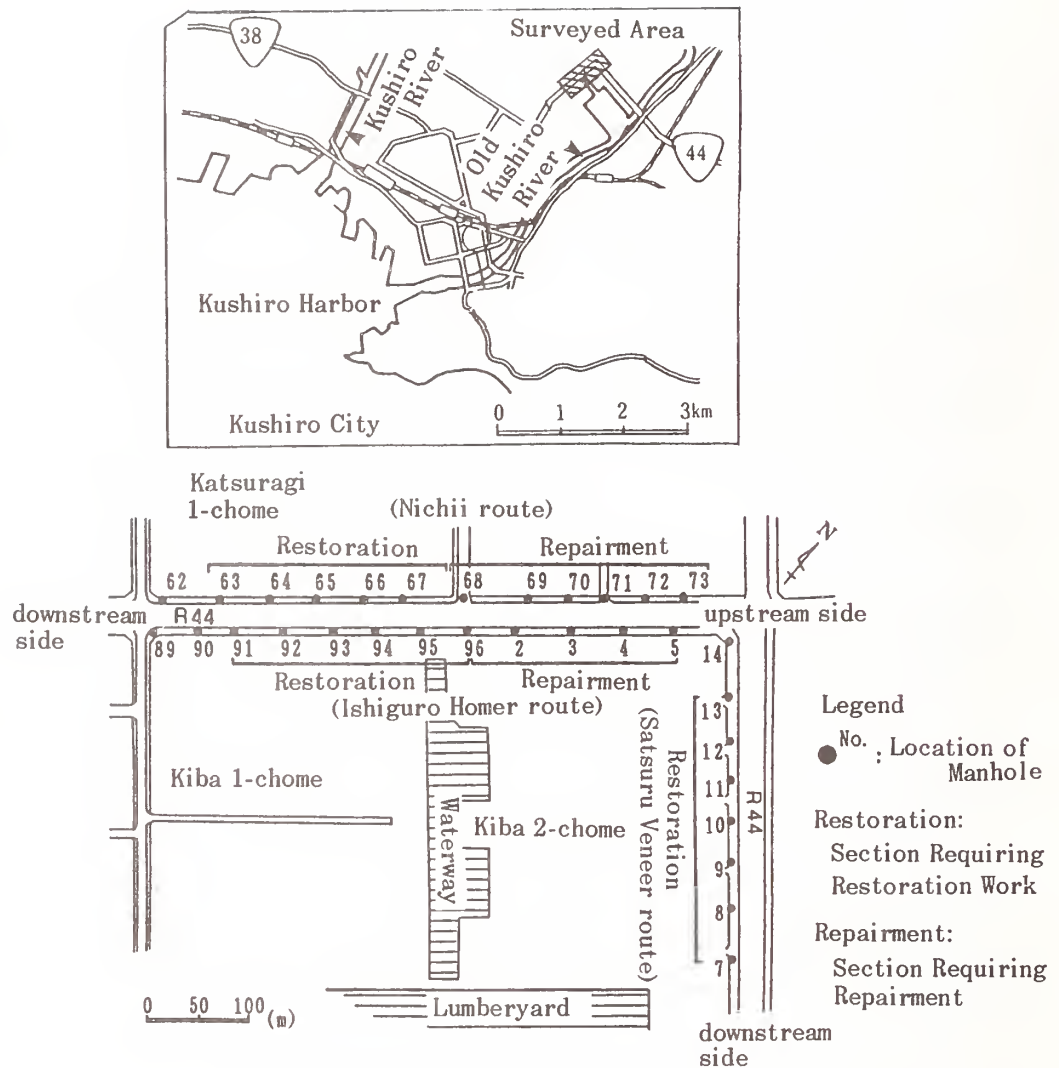 Surveyed Area
38
Kushiro
River
Old
Kushiro
River
44
Kushiro Harbor
Kushiro City
0 1 2 3km
Katsuragi
1-chome
(Nichii route)
N
Restoration Repairment
62 63 64 65 66 67 68 69 70 71 72 73
downstream
side
R44
upstream side
89 90 91 92 93 94 95 96 2 3 4 5 14
Restoration Repairment
(Ishiguro Homer route)
13
12
11
10
9
8
7
Restoration
(Satsuru Veneer route)
R44
Kiba 1-chome
Waterway
Kiba 2-chome
Lumberyard
0 50 100(m)
downstream
side
Legend
No. : Location of
Manhole
Restoration:
Section Requiring
Restoration Work
Repairment:
Section Requiring
Repairment